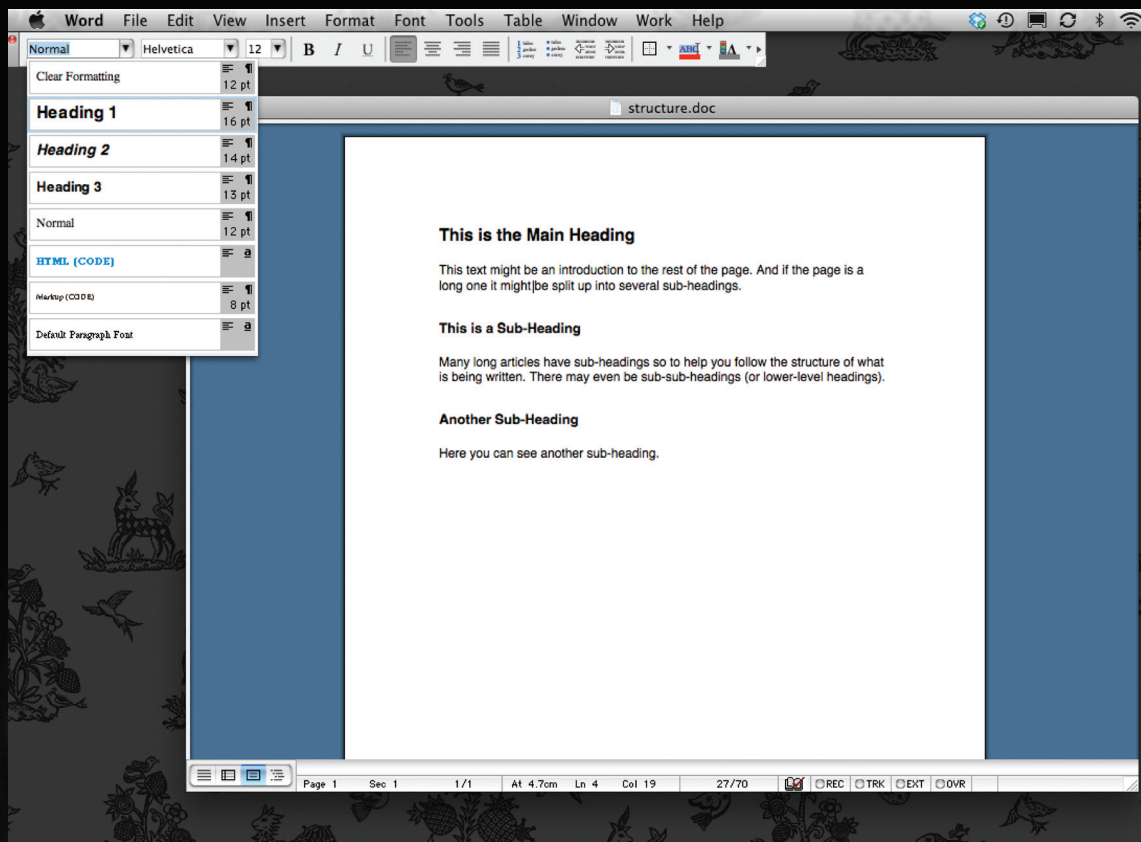 Word File Edit View Insert Format Font Tools Table Window Work Help
Normal Helvetica 12 B I U ABC A
Clear Formatting
12 pt
Heading 1
16 pt
Heading 2
14 pt
Heading 3
13 pt
Normal
12 pt
HTML (CODE)
a
Markup (CODE)
8 pt
Default Paragraph Font
a
structure.doc
This is the Main Heading
This text might be an introduction to the rest of the page. And if the page is a
long one it might be split up into several sub-headings.
This is a Sub-Heading
Many long articles have sub-headings so to help you follow the structure of what
is being written. There may even be sub-sub-headings (or lower-level headings).
Another Sub-Heading
Here you can see another sub-heading.
Page 1 Sec 1 1/1 At 4.7cm Ln 4 Col 19 27/70 REC TRK EXT OVR